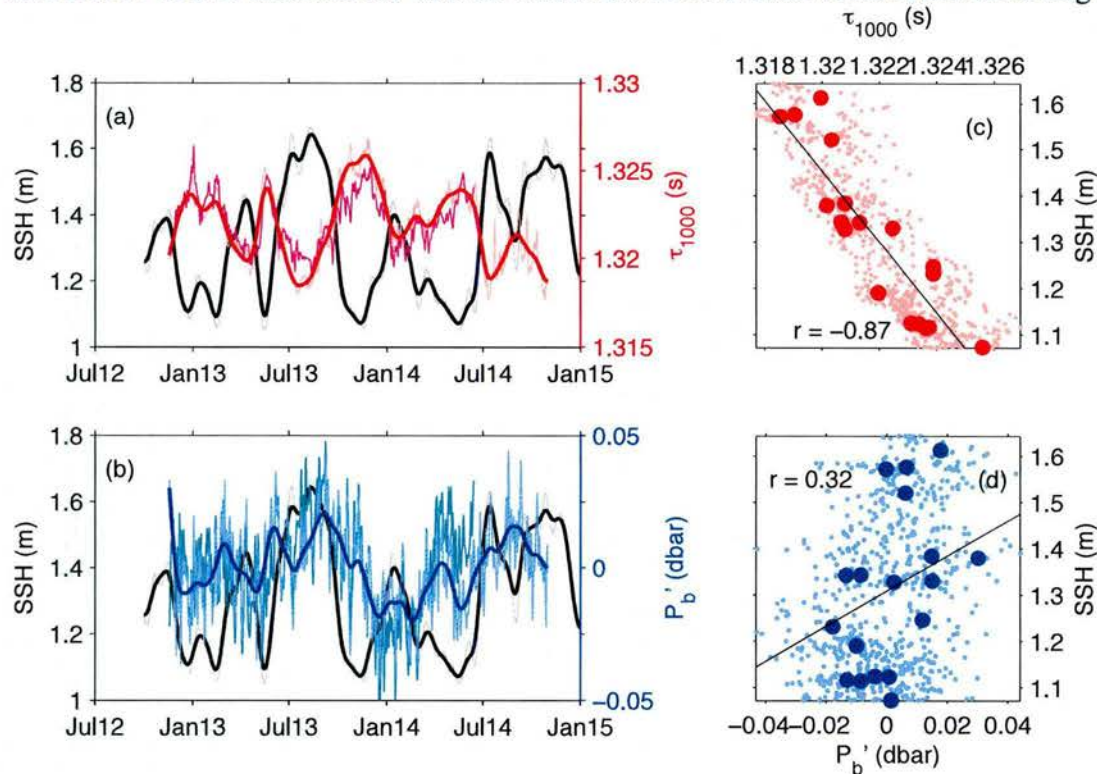 (a)
SSH (m)
1.8
1.6
1.4
1.2
1
Jul12 Jan13 Jul13 Jan14 Jul14 Jan15
1.33
1.325
1.32
1.315
τ1000 (s)
τ1000 (s)
1.318 1.32 1.322 1.324 1.326
(c)
r = −0.87
1.6
1.5
1.4
1.3
1.2
1.1
SSH (m)
(b)
SSH (m)
1.8
1.6
1.4
1.2
1
Jul12 Jan13 Jul13 Jan14 Jul14 Jan15
0.05
0
−0.05
Pb' (dbar)
r = 0.32
(d)
1.6
1.5
1.4
1.3
1.2
1.1
SSH (m)
−0.04 −0.02 0 0.02 0.04
Pb' (dbar)